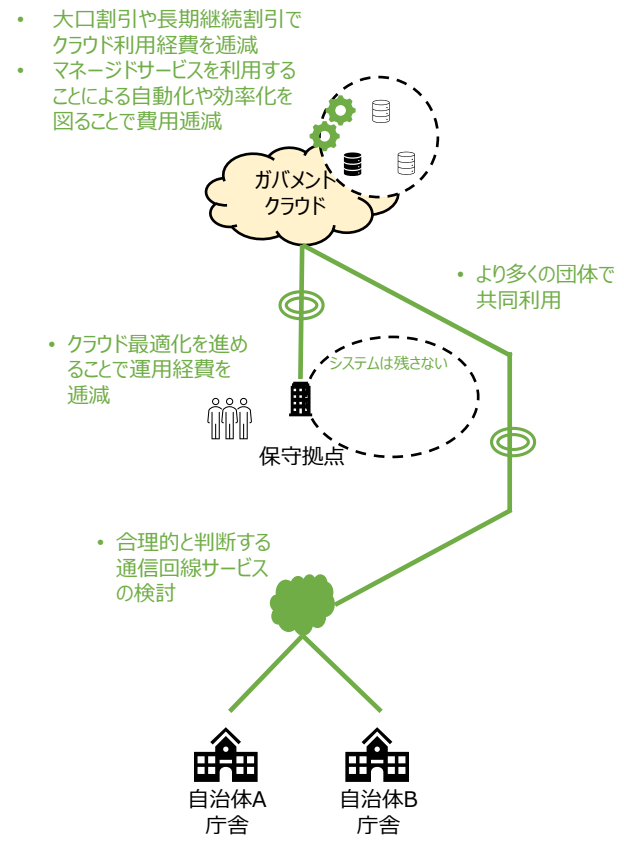 • 大口割引や長期継続割引で
クラウド利用経費を逓減
• マネージドサービスを利用する
ことによる自動化や効率化を
図ることで費用逓減
ガバメント
クラウド
• より多くの団体で
共同利用
• クラウド最適化を進め
ることで運用経費を
逓減
システムは残さない
保守拠点
• 合理的と判断する
通信回線サービス
の検討
自治体A
庁舎
自治体B
庁舎